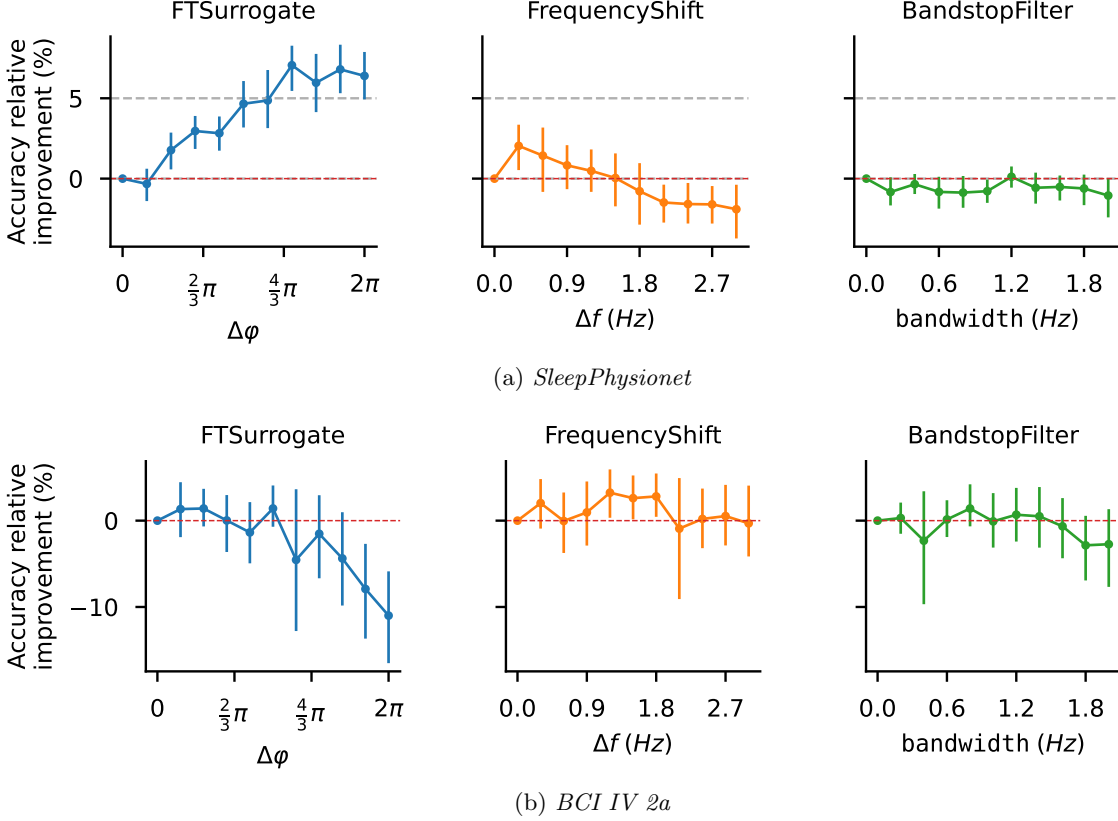 FTSurrogate FrequencyShift BandstopFilter
Accuracy relative
improvement (%)
5
0
0 2/3π 4/3π 2π
0.0 0.9 1.8 2.7
0.0 0.6 1.2 1.8
Δφ Δf (Hz) bandwidth (Hz)
(a) SleepPhysionet
FTSurrogate FrequencyShift BandstopFilter
Accuracy relative
improvement (%)
0
−10
0 2/3π 4/3π 2π
0.0 0.9 1.8 2.7
0.0 0.6 1.2 1.8
Δφ Δf (Hz) bandwidth (Hz)
(b) BCI IV 2a